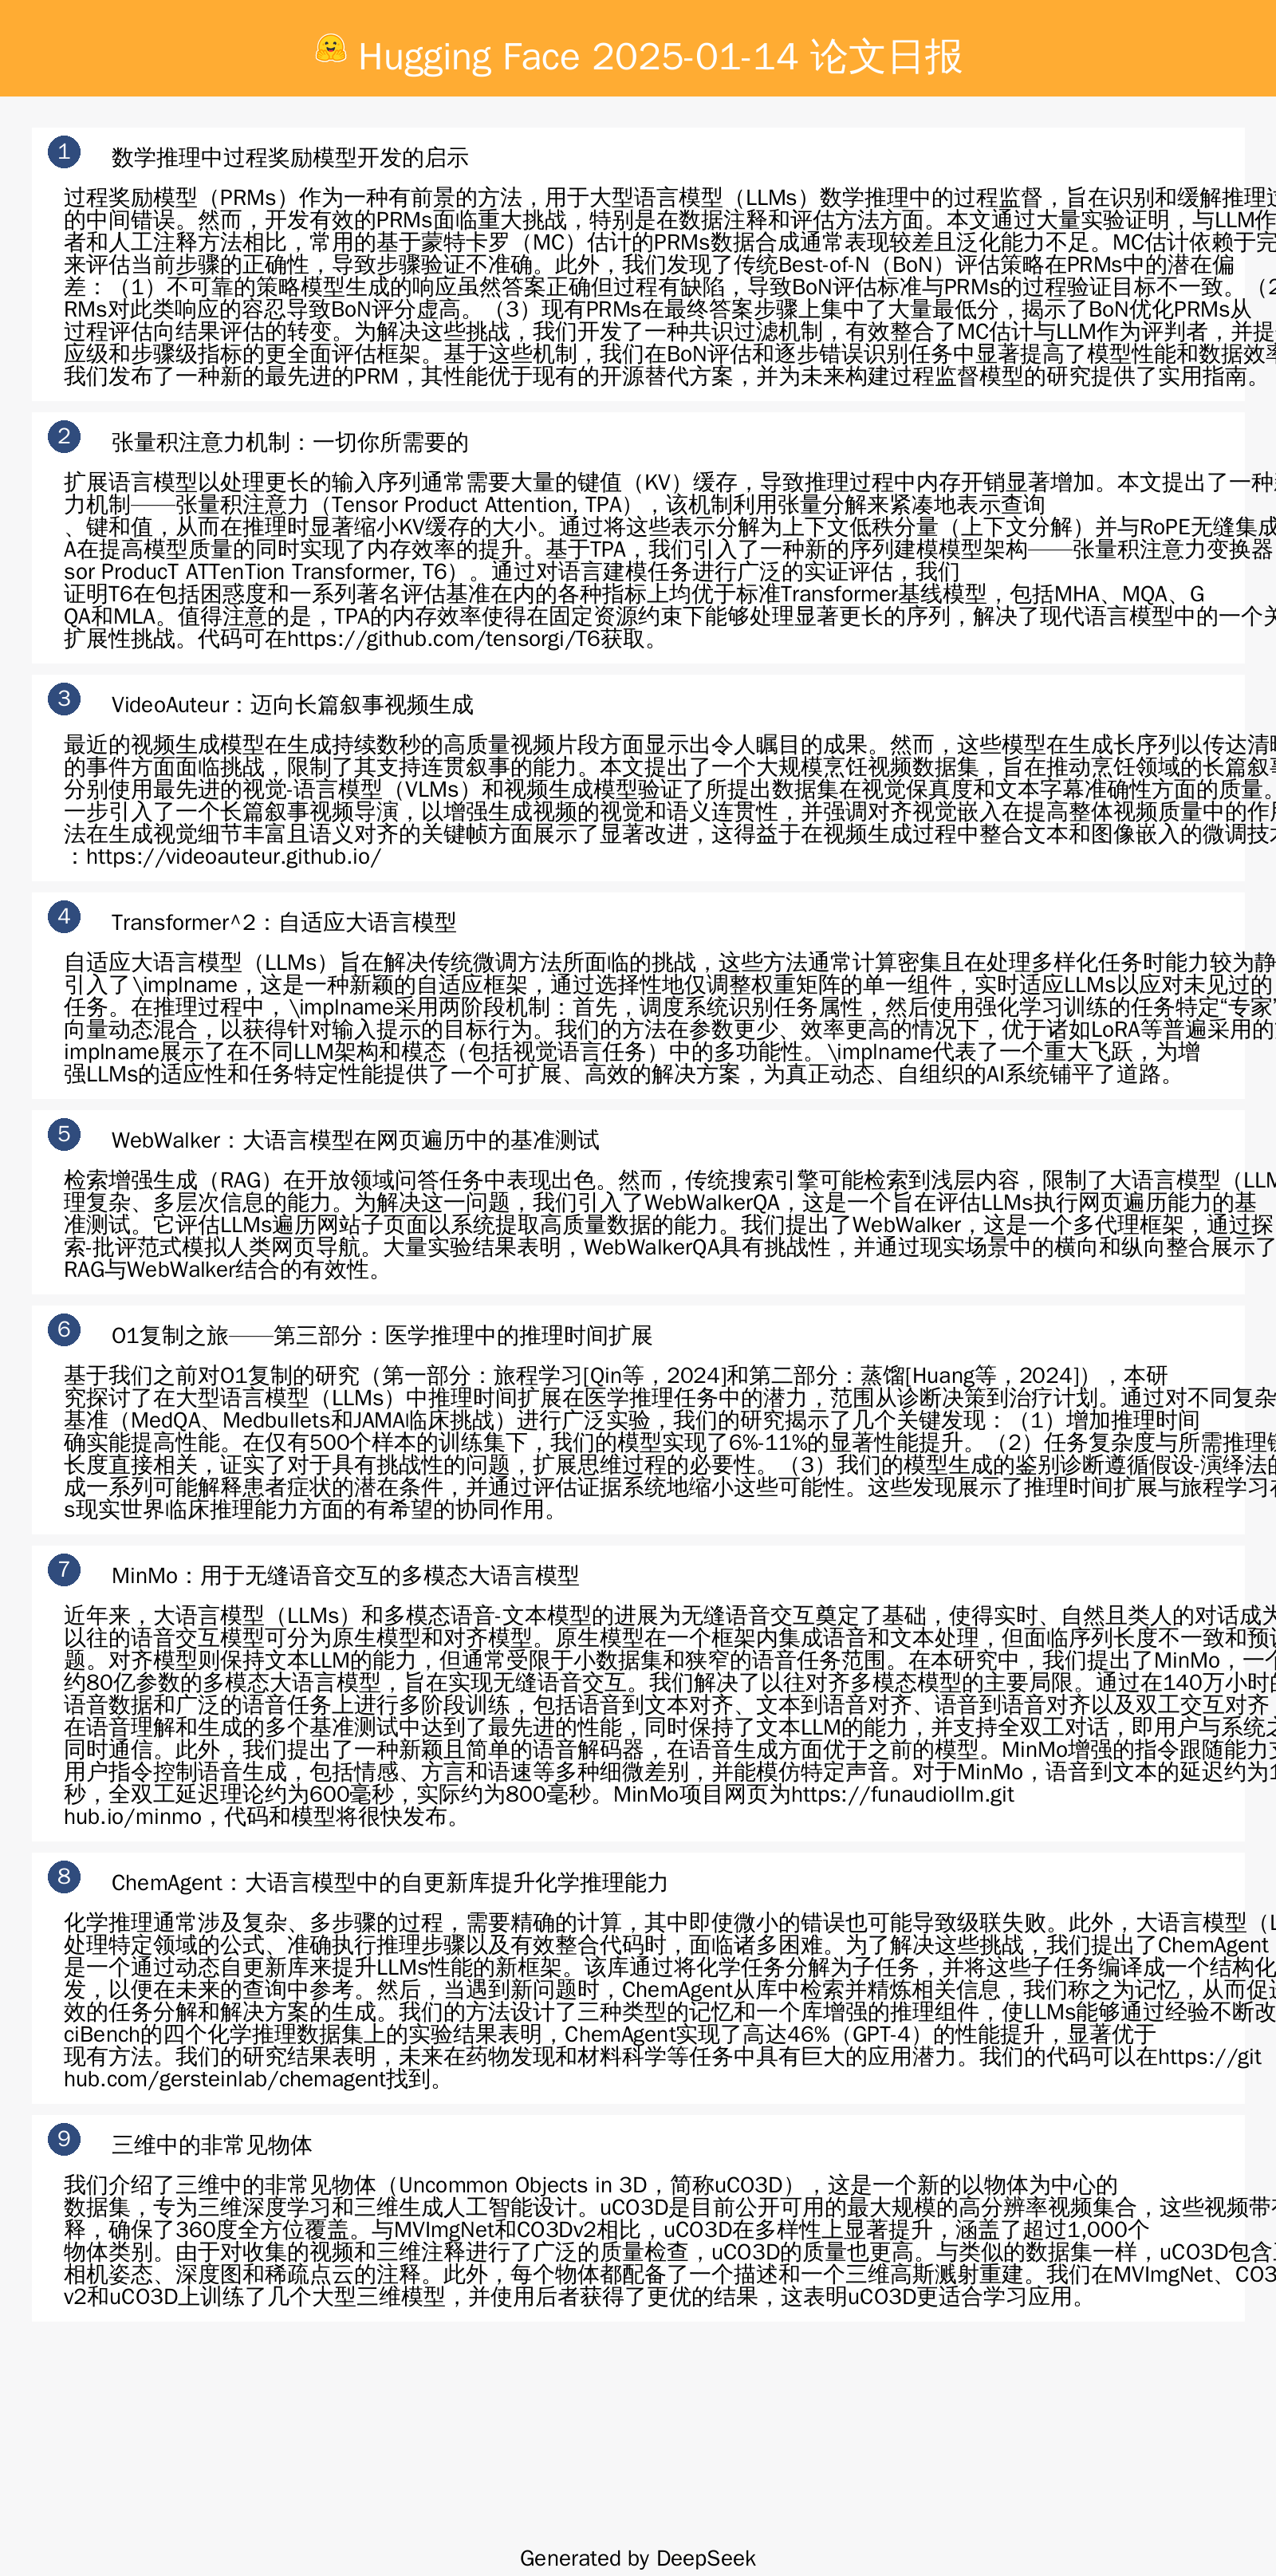 Hugging Face 2025-01-14 论文日报
1
数学推理中过程奖励模型开发的启示
过程奖励模型（PRMs）作为一种有前景的方法，用于大型语言模型（LLMs）数学推理中的过程监督，旨在识别和缓解推理过
的中间错误。然而，开发有效的PRMs面临重大挑战，特别是在数据注释和评估方法方面。本文通过大量实验证明，与LLM作
者和人工注释方法相比，常用的基于蒙特卡罗（MC）估计的PRMs数据合成通常表现较差且泛化能力不足。MC估计依赖于完
来评估当前步骤的正确性，导致步骤验证不准确。此外，我们发现了传统Best-of-N（BoN）评估策略在PRMs中的潜在偏
差：（1）不可靠的策略模型生成的响应虽然答案正确但过程有缺陷，导致BoN评估标准与PRMs的过程验证目标不一致。（2
RMs对此类响应的容忍导致BoN评分虚高。（3）现有PRMs在最终答案步骤上集中了大量最低分，揭示了BoN优化PRMs从
过程评估向结果评估的转变。为解决这些挑战，我们开发了一种共识过滤机制，有效整合了MC估计与LLM作为评判者，并提
应级和步骤级指标的更全面评估框架。基于这些机制，我们在BoN评估和逐步错误识别任务中显著提高了模型性能和数据效率
我们发布了一种新的最先进的PRM，其性能优于现有的开源替代方案，并为未来构建过程监督模型的研究提供了实用指南。
2
张量积注意力机制：一切你所需要的
扩展语言模型以处理更长的输入序列通常需要大量的键值（KV）缓存，导致推理过程中内存开销显著增加。本文提出了一种
力机制——张量积注意力（Tensor Product Attention, TPA），该机制利用张量分解来紧凑地表示查询
、键和值，从而在推理时显著缩小KV缓存的大小。通过将这些表示分解为上下文低秩分量（上下文分解）并与RoPE无缝集成
A在提高模型质量的同时实现了内存效率的提升。基于TPA，我们引入了一种新的序列建模模型架构——张量积注意力变换器
sor ProducT ATTenTion Transformer, T6）。通过对语言建模任务进行广泛的实证评估，我们
证明T6在包括困惑度和一系列著名评估基准在内的各种指标上均优于标准Transformer基线模型，包括MHA、MQA、G
QA和MLA。值得注意的是，TPA的内存效率使得在固定资源约束下能够处理显著更长的序列，解决了现代语言模型中的一个关
扩展性挑战。代码可在https://github.com/tensorgi/T6获取。
3
VideoAuteur：迈向长篇叙事视频生成
最近的视频生成模型在生成持续数秒的高质量视频片段方面显示出令人瞩目的成果。然而，这些模型在生成长序列以传达清晰
的事件方面面临挑战，限制了其支持连贯叙事的能力。本文提出了一个大规模烹饪视频数据集，旨在推动烹饪领域的长篇叙事
分别使用最先进的视觉-语言模型（VLMs）和视频生成模型验证了所提出数据集在视觉保真度和文本字幕准确性方面的质量。
一步引入了一个长篇叙事视频导演，以增强生成视频的视觉和语义连贯性，并强调对齐视觉嵌入在提高整体视频质量中的作用
法在生成视觉细节丰富且语义对齐的关键帧方面展示了显著改进，这得益于在视频生成过程中整合文本和图像嵌入的微调技术
：https://videoauteur.github.io/
4
Transformer^2：自适应大语言模型
自适应大语言模型（LLMs）旨在解决传统微调方法所面临的挑战，这些方法通常计算密集且在处理多样化任务时能力较为静
引入了\implname，这是一种新颖的自适应框架，通过选择性地仅调整权重矩阵的单一组件，实时适应LLMs以应对未见过的
任务。在推理过程中，\implname采用两阶段机制：首先，调度系统识别任务属性，然后使用强化学习训练的任务特定“专家”
向量动态混合，以获得针对输入提示的目标行为。我们的方法在参数更少、效率更高的情况下，优于诸如LoRA等普遍采用的
implname展示了在不同LLM架构和模态（包括视觉语言任务）中的多功能性。\implname代表了一个重大飞跃，为增
强LLMs的适应性和任务特定性能提供了一个可扩展、高效的解决方案，为真正动态、自组织的AI系统铺平了道路。
5
WebWalker：大语言模型在网页遍历中的基准测试
检索增强生成（RAG）在开放领域问答任务中表现出色。然而，传统搜索引擎可能检索到浅层内容，限制了大语言模型（LLM
理复杂、多层次信息的能力。为解决这一问题，我们引入了WebWalkerQA，这是一个旨在评估LLMs执行网页遍历能力的基
准测试。它评估LLMs遍历网站子页面以系统提取高质量数据的能力。我们提出了WebWalker，这是一个多代理框架，通过探
索-批评范式模拟人类网页导航。大量实验结果表明，WebWalkerQA具有挑战性，并通过现实场景中的横向和纵向整合展示了
RAG与WebWalker结合的有效性。
6
O1复制之旅——第三部分：医学推理中的推理时间扩展
基于我们之前对O1复制的研究（第一部分：旅程学习[Qin等，2024]和第二部分：蒸馏[Huang等，2024]），本研
究探讨了在大型语言模型（LLMs）中推理时间扩展在医学推理任务中的潜力，范围从诊断决策到治疗计划。通过对不同复杂
基准（MedQA、Medbullets和JAMA临床挑战）进行广泛实验，我们的研究揭示了几个关键发现：（1）增加推理时间
确实能提高性能。在仅有500个样本的训练集下，我们的模型实现了6%-11%的显著性能提升。（2）任务复杂度与所需推理链
长度直接相关，证实了对于具有挑战性的问题，扩展思维过程的必要性。（3）我们的模型生成的鉴别诊断遵循假设-演绎法的
成一系列可能解释患者症状的潜在条件，并通过评估证据系统地缩小这些可能性。这些发现展示了推理时间扩展与旅程学习在
s现实世界临床推理能力方面的有希望的协同作用。
7
MinMo：用于无缝语音交互的多模态大语言模型
近年来，大语言模型（LLMs）和多模态语音-文本模型的进展为无缝语音交互奠定了基础，使得实时、自然且类人的对话成为
以往的语音交互模型可分为原生模型和对齐模型。原生模型在一个框架内集成语音和文本处理，但面临序列长度不一致和预训
题。对齐模型则保持文本LLM的能力，但通常受限于小数据集和狭窄的语音任务范围。在本研究中，我们提出了MinMo，一个
约80亿参数的多模态大语言模型，旨在实现无缝语音交互。我们解决了以往对齐多模态模型的主要局限。通过在140万小时的
语音数据和广泛的语音任务上进行多阶段训练，包括语音到文本对齐、文本到语音对齐、语音到语音对齐以及双工交互对齐
在语音理解和生成的多个基准测试中达到了最先进的性能，同时保持了文本LLM的能力，并支持全双工对话，即用户与系统之
同时通信。此外，我们提出了一种新颖且简单的语音解码器，在语音生成方面优于之前的模型。MinMo增强的指令跟随能力支
用户指令控制语音生成，包括情感、方言和语速等多种细微差别，并能模仿特定声音。对于MinMo，语音到文本的延迟约为1
秒，全双工延迟理论约为600毫秒，实际约为800毫秒。MinMo项目网页为https://funaudiollm.git
hub.io/minmo，代码和模型将很快发布。
8
ChemAgent：大语言模型中的自更新库提升化学推理能力
化学推理通常涉及复杂、多步骤的过程，需要精确的计算，其中即使微小的错误也可能导致级联失败。此外，大语言模型（L
处理特定领域的公式、准确执行推理步骤以及有效整合代码时，面临诸多困难。为了解决这些挑战，我们提出了ChemAgent
是一个通过动态自更新库来提升LLMs性能的新框架。该库通过将化学任务分解为子任务，并将这些子任务编译成一个结构化
发，以便在未来的查询中参考。然后，当遇到新问题时，ChemAgent从库中检索并精炼相关信息，我们称之为记忆，从而促进
效的任务分解和解决方案的生成。我们的方法设计了三种类型的记忆和一个库增强的推理组件，使LLMs能够通过经验不断改
ciBench的四个化学推理数据集上的实验结果表明，ChemAgent实现了高达46%（GPT-4）的性能提升，显著优于
现有方法。我们的研究结果表明，未来在药物发现和材料科学等任务中具有巨大的应用潜力。我们的代码可以在https://git
hub.com/gersteinlab/chemagent找到。
9
三维中的非常见物体
我们介绍了三维中的非常见物体（Uncommon Objects in 3D，简称uCO3D），这是一个新的以物体为中心的
数据集，专为三维深度学习和三维生成人工智能设计。uCO3D是目前公开可用的最大规模的高分辨率视频集合，这些视频带有
释，确保了360度全方位覆盖。与MVImgNet和CO3Dv2相比，uCO3D在多样性上显著提升，涵盖了超过1,000个
物体类别。由于对收集的视频和三维注释进行了广泛的质量检查，uCO3D的质量也更高。与类似的数据集一样，uCO3D包含
相机姿态、深度图和稀疏点云的注释。此外，每个物体都配备了一个描述和一个三维高斯溅射重建。我们在MVImgNet、CO3
v2和uCO3D上训练了几个大型三维模型，并使用后者获得了更优的结果，这表明uCO3D更适合学习应用。
Generated by DeepSeek